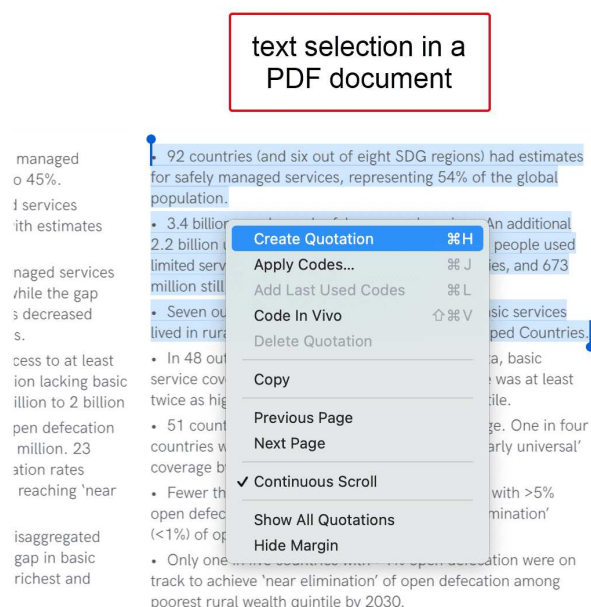 text selection in a
PDF document
managed
o 45%.
services
ith estimates
naged services
while the gap
decreased
s.
cess to at least
ion lacking basic
illion to 2 billion
pen defecation
million. 23
ation rates
reaching 'near
isaggregated
gap in basic
richest and
• 92 countries (and six out of eight SDG regions) had estimates
for safely managed services, representing 54% of the global
population.
• 3.4 billion An additional
2.2 billion people used
limited serv ies, and 673
million still
• Seven ou sic services
lived in rura ped Countries.
• In 48 out a, basic
service cov was at least
twice as hig tile.
• 51 count ge. One in four
countries w arly universal'
coverage b
• Fewer th with >5%
open defec mination'
(<1%) of op
• Only one in five countries with >1% open defecation were on
track to achieve 'near elimination' of open defecation among
poorest rural wealth quintile by 2030.
Create Quotation ⌘H
Apply Codes... ⌘J
Add Last Used Codes ⌘L
Code In Vivo ⇧⌘V
Delete Quotation
Copy
Previous Page
Next Page
✓ Continuous Scroll
Show All Quotations
Hide Margin